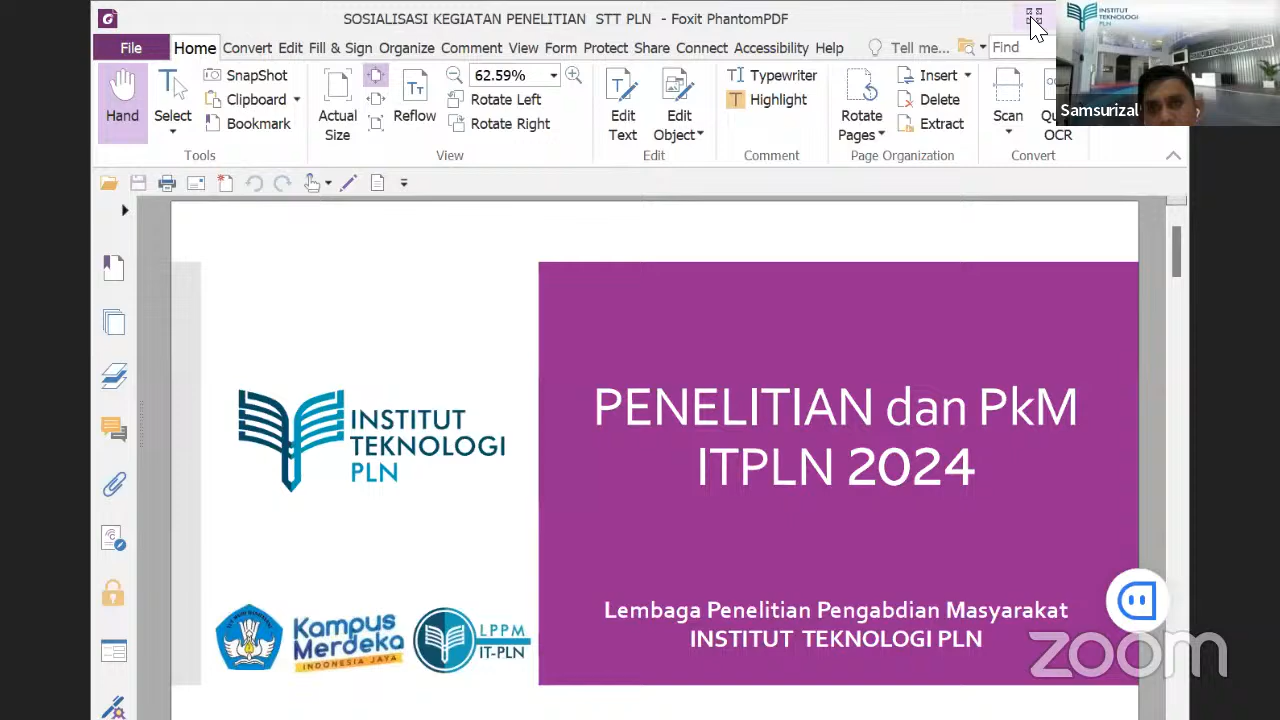 SOSIALISASI KEGIATAN PENELITIAN STT PLN - Foxit PhantomPDF
File Home Convert Edit Fill & Sign Organize Comment View Form Protect Share Connect Accessibility Help Tell me... Find
Hand
Select
SnapShot
Clipboard
Bookmark
Tools
Actual
Size
Reflow
62.59%
Rotate Left
Rotate Right
View
Edit
Text
Edit
Object
Edit
Typewriter
Highlight
Comment
Rotate
Pages
Insert
Delete
Extract
Page Organization
Scan
OCR
Convert
INSTITUT
TEKNOLOGI
PLN
Samsurizal
INSTITUT
TEKNOLOGI
PLN
PENELITIAN dan PkM
ITPLN 2024
Kampus
Merdeka
INDONESIA JAYA
LPPM
IT-PLN
Lembaga Penelitian Pengabdian Masyarakat
INSTITUT TEKNOLOGI PLN
zoom